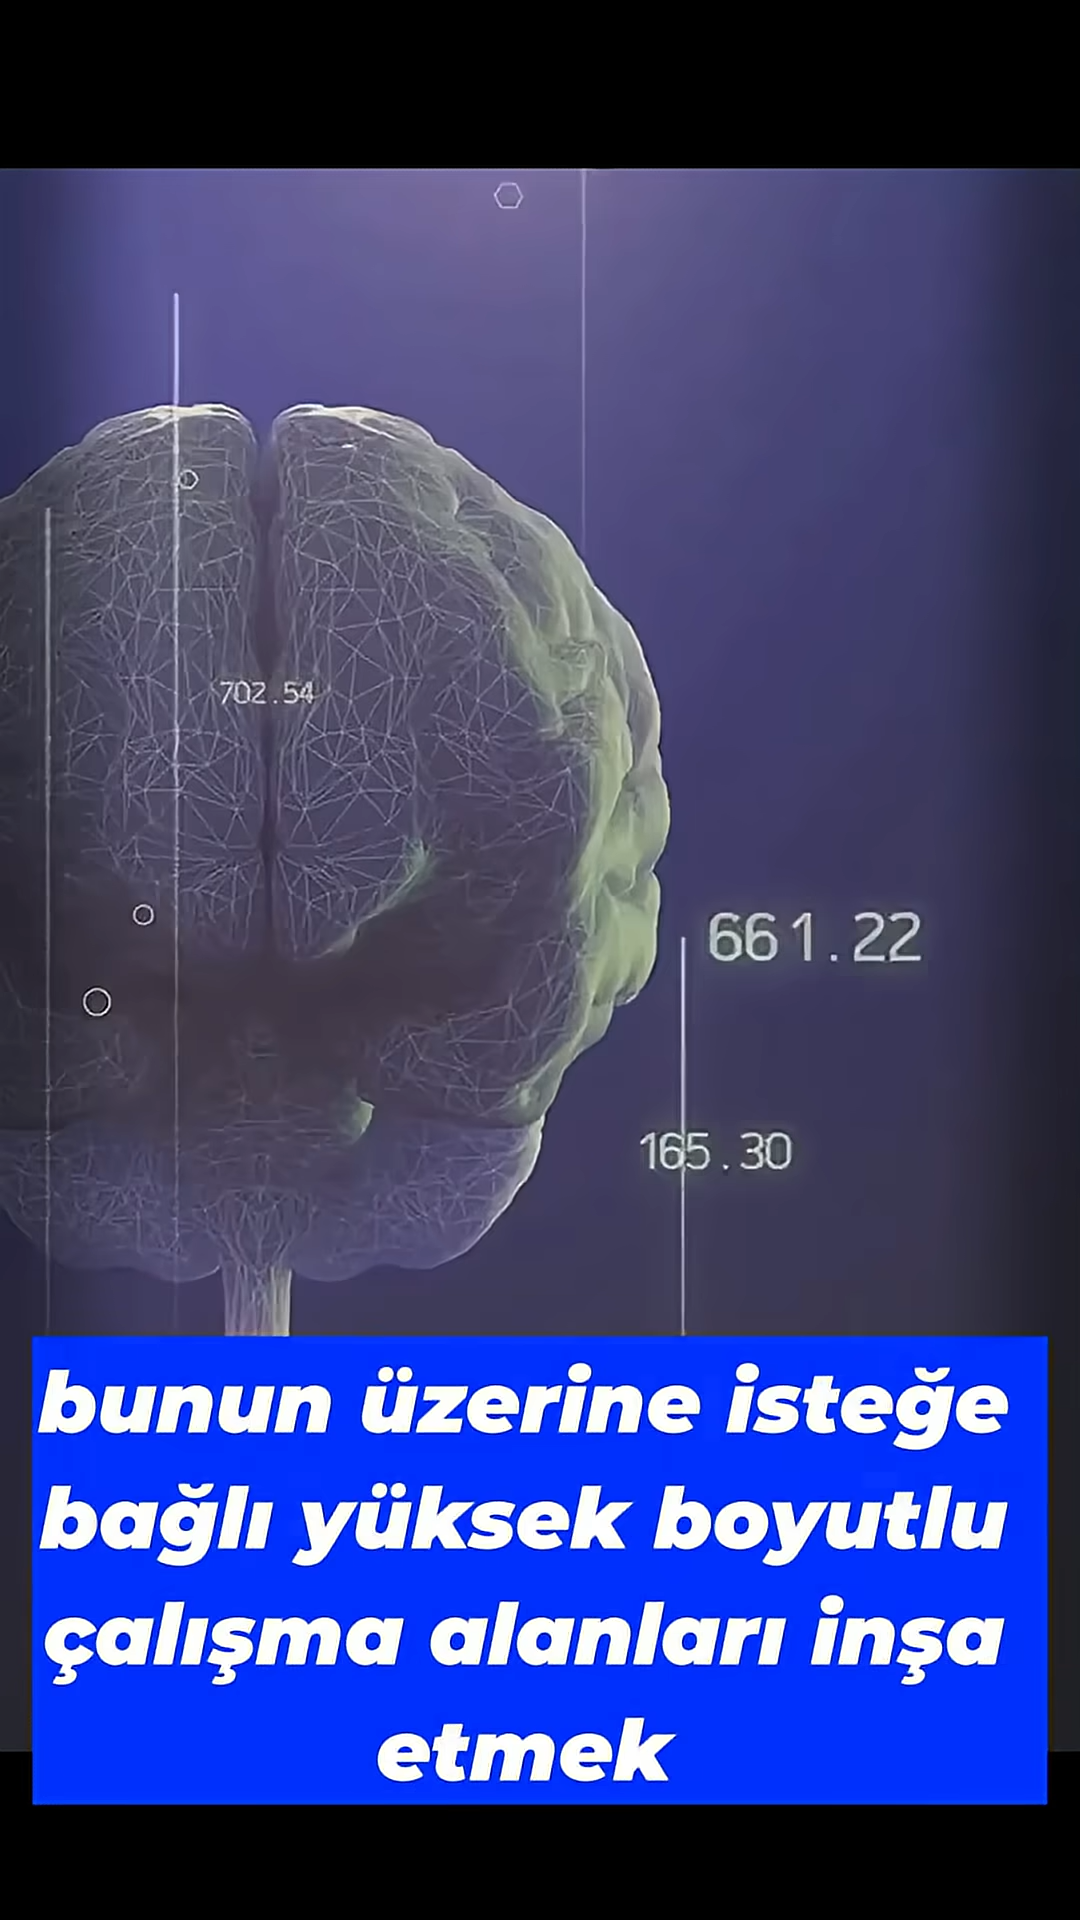 702.54
661.22
165.30
bunun üzerine isteğe
bağlı yüksek boyutlu
çalışma alanları inşa
etmek